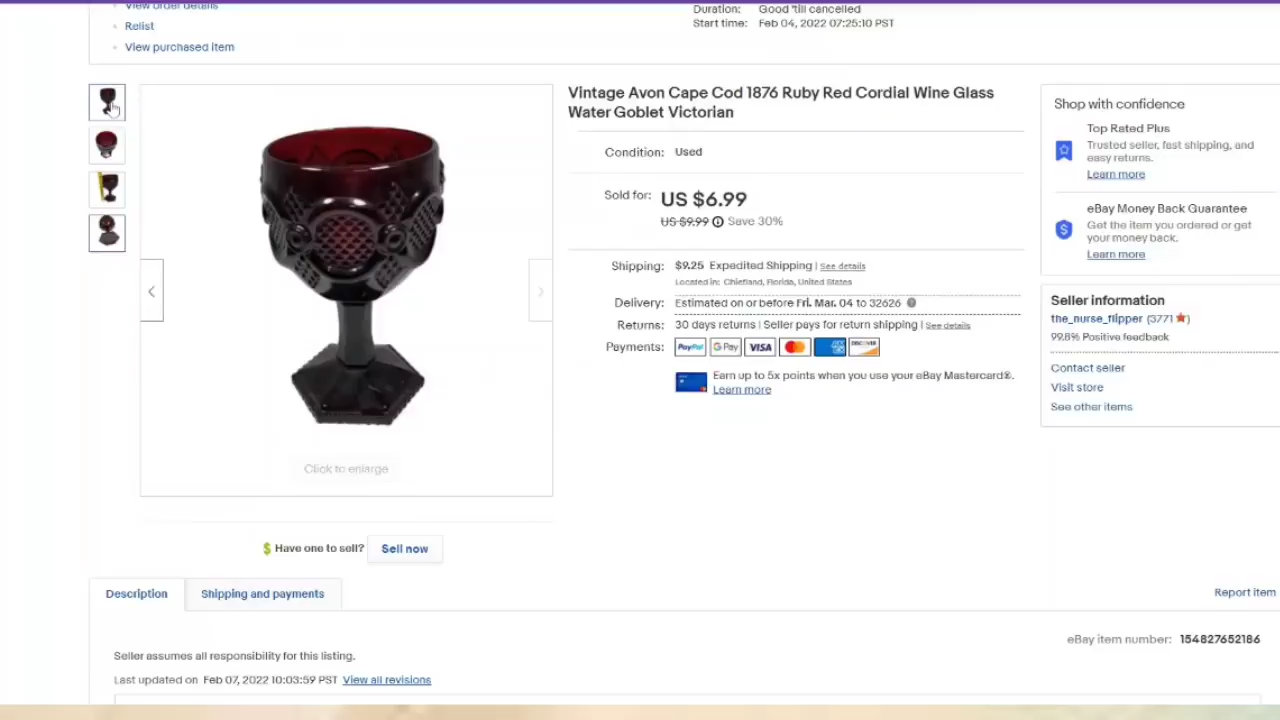 View order details
Relist
View purchased item
Duration: Good 'till cancelled
Start time: Feb 04, 2022 07:25:10 PST
Vintage Avon Cape Cod 1876 Ruby Red Cordial Wine Glass
Water Goblet Victorian
Condition: Used
Sold for: US $6.99
US $9.99 Save 30%
Shipping: $9.25 Expedited Shipping | See details
Located in: Chiefland, Florida, United States
Delivery: Estimated on or before Fri. Mar. 04 to 32626
Returns: 30 days returns | Seller pays for return shipping | See details
Payments: PayPal G Pay VISA DISCOVER
Earn up to 5x points when you use your eBay Mastercard®.
Learn more
Click to enlarge
$ Have one to sell? Sell now
Shop with confidence
Top Rated Plus
Trusted seller, fast shipping, and
easy returns.
Learn more
eBay Money Back Guarantee
Get the item you ordered or get
your money back.
Learn more
Seller information
the_nurse_flipper (3771)
99.8% Positive feedback
Contact seller
Visit store
See other items
Description
Shipping and payments
Report item
eBay item number: 154827652186
Seller assumes all responsibility for this listing.
Last updated on Feb 07, 2022 10:03:59 PST View all revisions